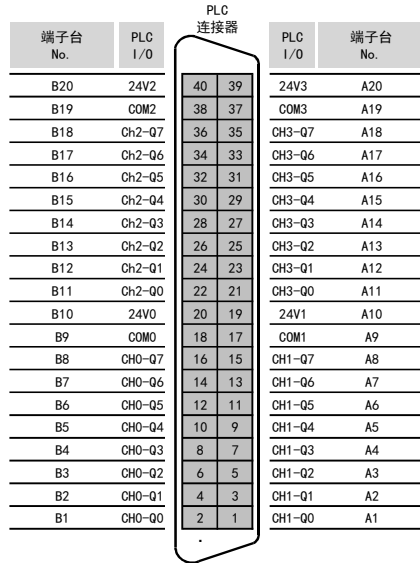 PLC
连接器
端子台 PLC PLC 端子台
No. I/O I/O No.
B20 24V2 40 39 24V3 A20
B19 COM2 38 37 COM3 A19
B18 Ch2-Q7 36 35 CH3-Q7 A18
B17 Ch2-Q6 34 33 CH3-Q6 A17
B16 Ch2-Q5 32 31 CH3-Q5 A16
B15 Ch2-Q4 30 29 CH3-Q4 A15
B14 Ch2-Q3 28 27 CH3-Q3 A14
B13 Ch2-Q2 26 25 CH3-Q2 A13
B12 Ch2-Q1 24 23 CH3-Q1 A12
B11 Ch2-Q0 22 21 CH3-Q0 A11
B10 24V0 20 19 24V1 A10
B9 COM0 18 17 COM1 A9
B8 CH0-Q7 16 15 CH1-Q7 A8
B7 CH0-Q6 14 13 CH1-Q6 A7
B6 CH0-Q5 12 11 CH1-Q5 A6
B5 CH0-Q4 10 9 CH1-Q4 A5
B4 CH0-Q3 8 7 CH1-Q3 A4
B3 CH0-Q2 6 5 CH1-Q2 A3
B2 CH0-Q1 4 3 CH1-Q1 A2
B1 CH0-Q0 2 1 CH1-Q0 A1